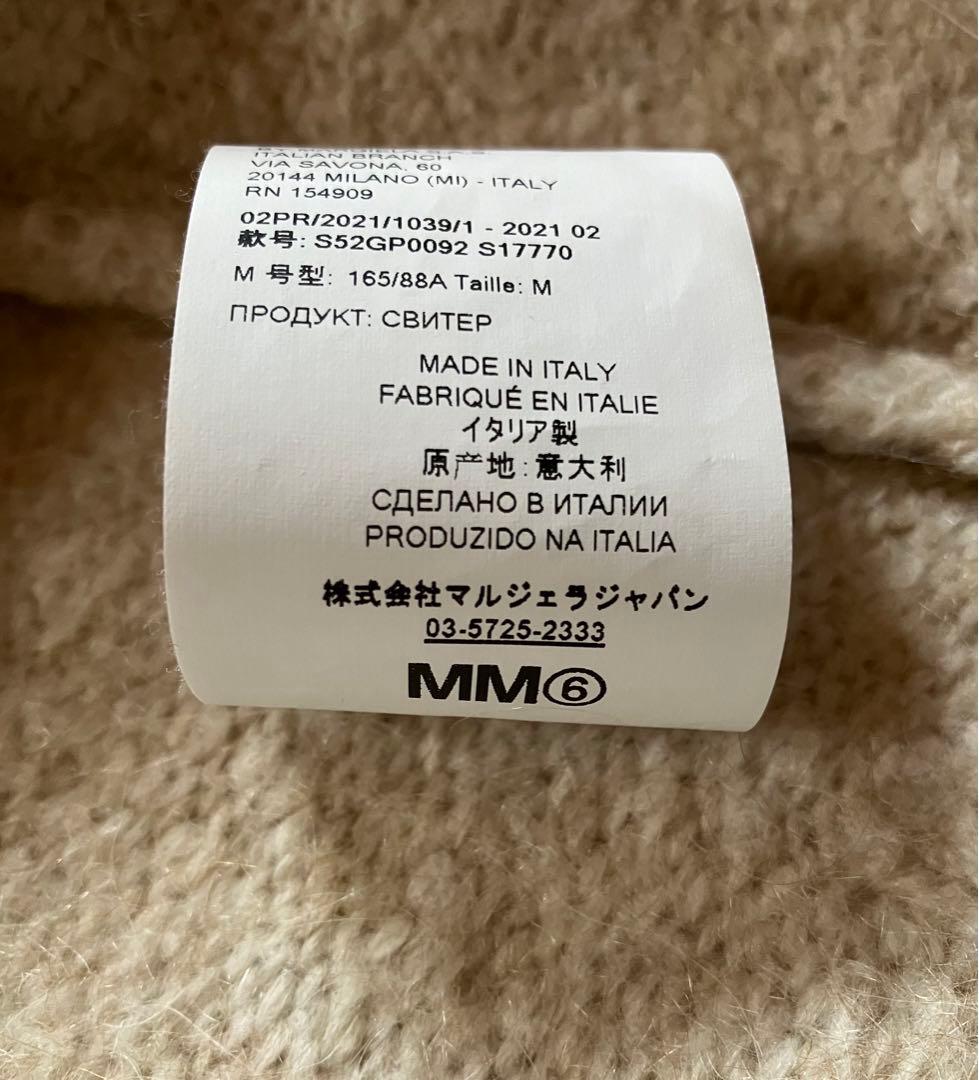 ITALIAN BRANCH
VIA SAVONA, 60
20144 MILANO (MI) - ITALY
RN 154909
02PR/2021/1039/1 - 2021 02
款号: S52GP0092 S17770
M 号型: 165/88A Taille: M
ПРОДУКТ: СВИТЕР
MADE IN ITALY
FABRIQUÉ EN ITALIE
イタリア製
原产地: 意大利
СДЕЛАНО В ИТАЛИИ
PRODUZIDO NA ITALIA
株式会社マルジェラジャパン
03-5725-2333
MM⑥